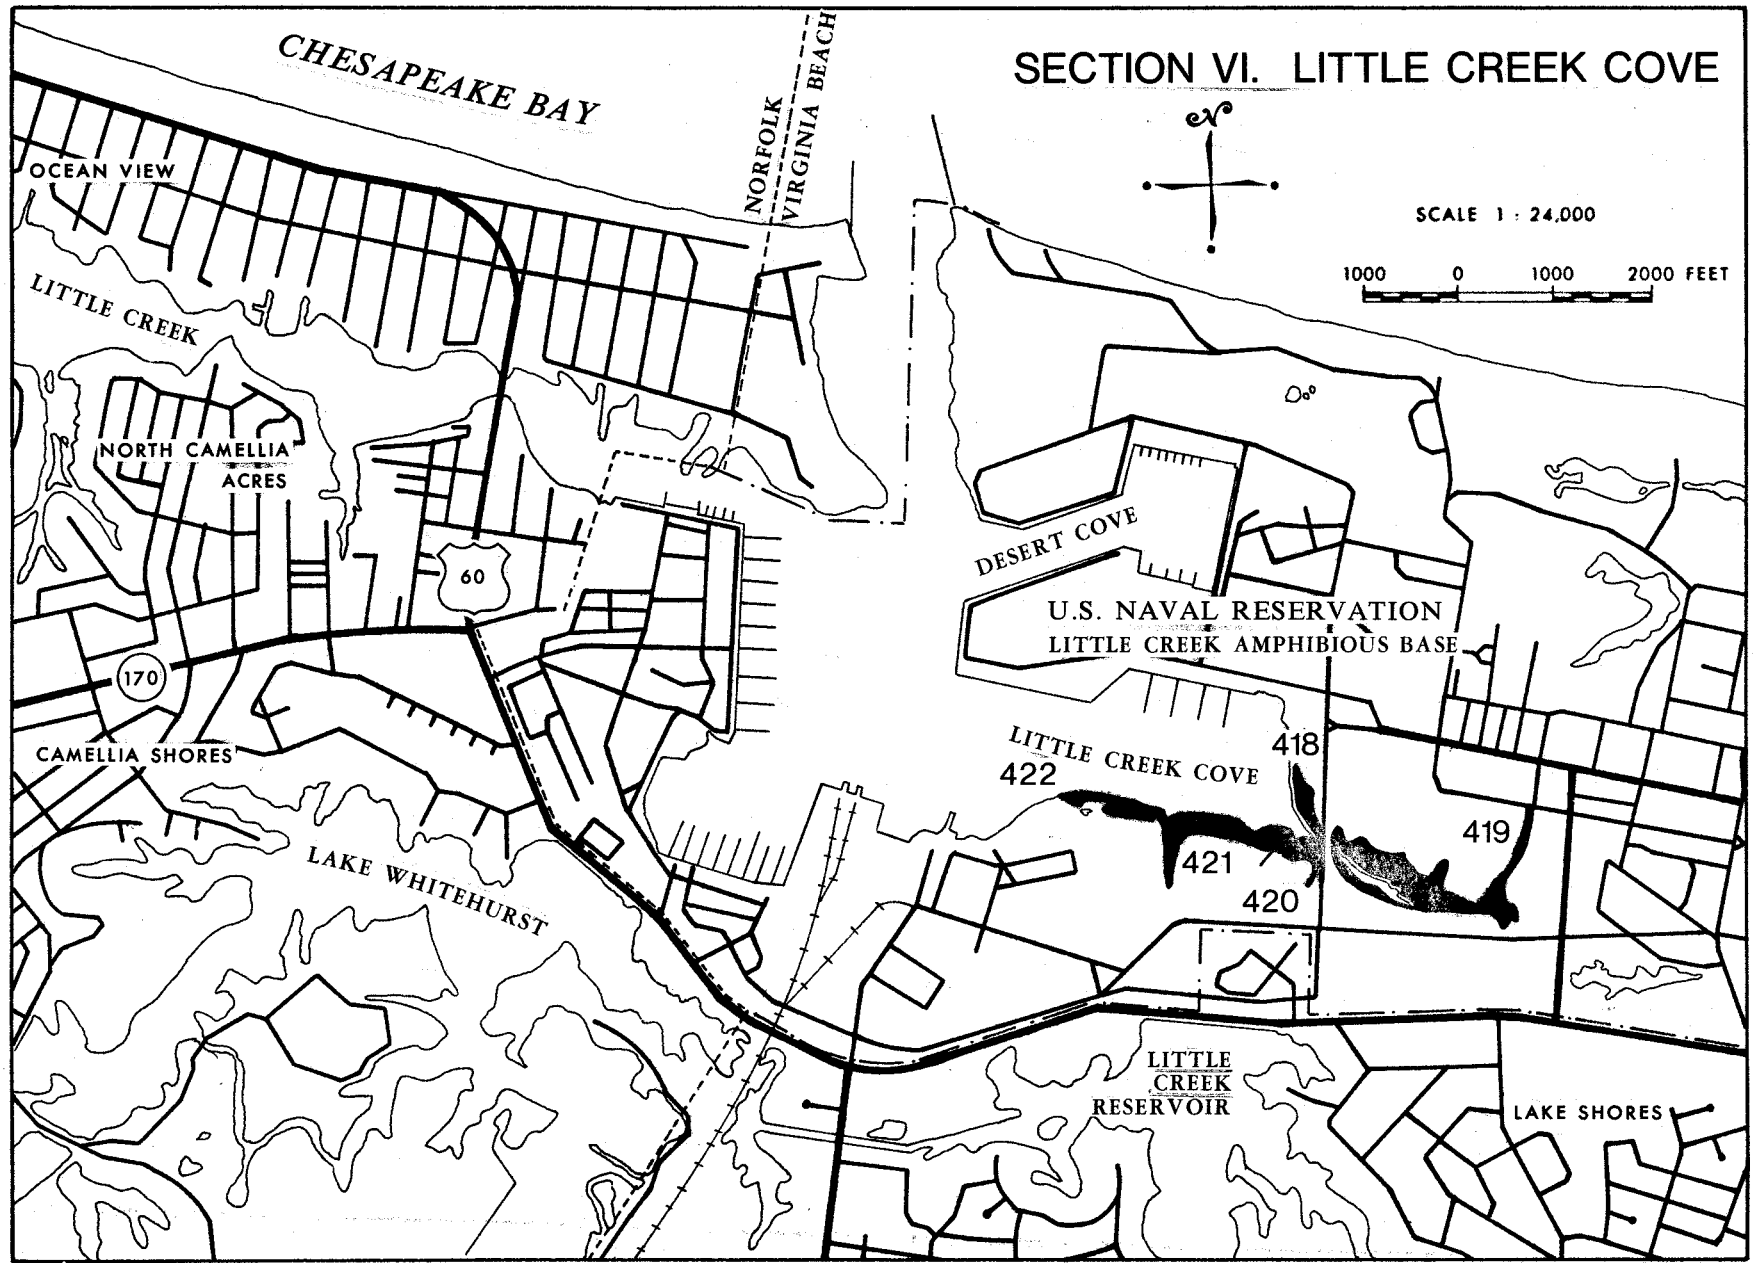 SECTION VI. LITTLE CREEK COVE
CHESAPEAKE BAY
NORFOLK
VIRGINIA BEACH
N
OCEAN VIEW
SCALE 1 : 24,000
1000 0 1000 2000 FEET
LITTLE CREEK
NORTH CAMELLIA
ACRES
DESERT COVE
60
U.S. NAVAL RESERVATION
LITTLE CREEK AMPHIBIOUS BASE
170
CAMELLIA SHORES
LITTLE CREEK COVE
418
422
419
421
420
LAKE WHITEHURST
LITTLE
CREEK
RESERVOIR
LAKE SHORES